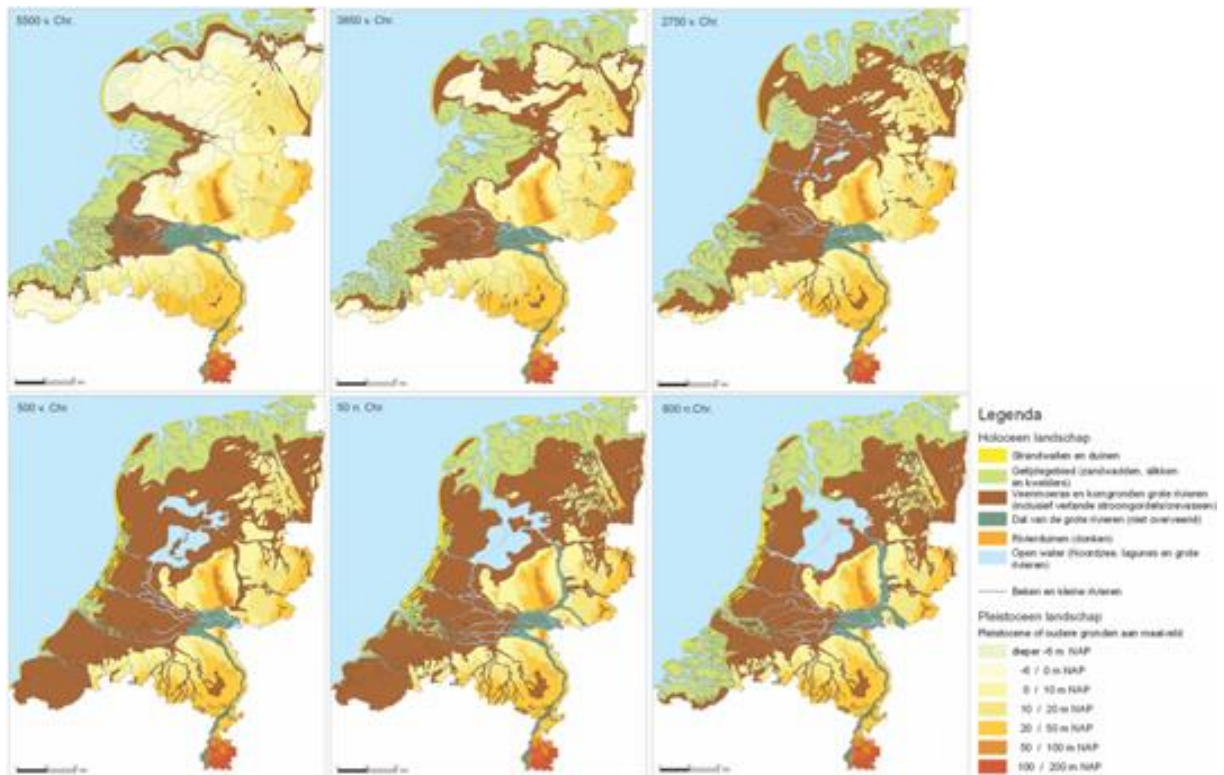 5500 v. Chr.
3850 v. Chr.
2750 v. Chr.
500 v. Chr.
50 n. Chr.
800 n.Chr.
Legenda
Holoceen landschap
Strandwallen en duinen
Getijdegebied (zandwadden, slikken
en kwelders)
Veenmoeras en komgronden grote rivieren
(inclusief verlande stroomgordels/crevassen)
Dal van de grote rivieren (niet overveend)
Rivierduinen (donken)
Open water (Noordzee, lagunes en grote
rivieren)
Beken en kleine rivieren
Pleistoceen landschap
Pleistocene of oudere gronden aan maaiveld
dieper -6 m NAP
-6 / 0 m NAP
0 / 10 m NAP
10 / 20 m NAP
20 / 50 m NAP
50 / 100 m NAP
100 / 200 m NAP